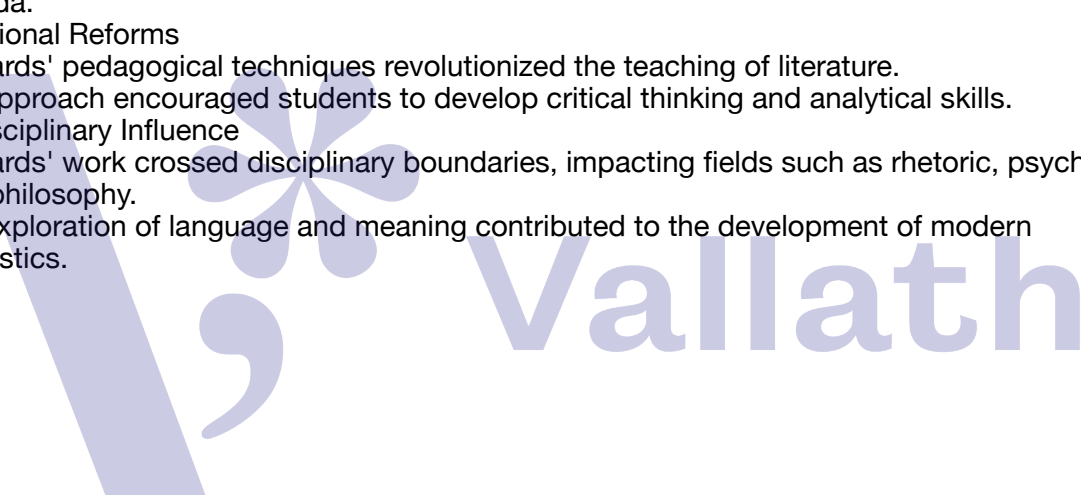 da.
ional Reforms
ards' pedagogical techniques revolutionized the teaching of literature.
pproach encouraged students to develop critical thinking and analytical skills.
sciplinary Influence
ards' work crossed disciplinary boundaries, impacting fields such as rhetoric, psych
philosophy.
xploration of language and meaning contributed to the development of modern
stics.
Vallath